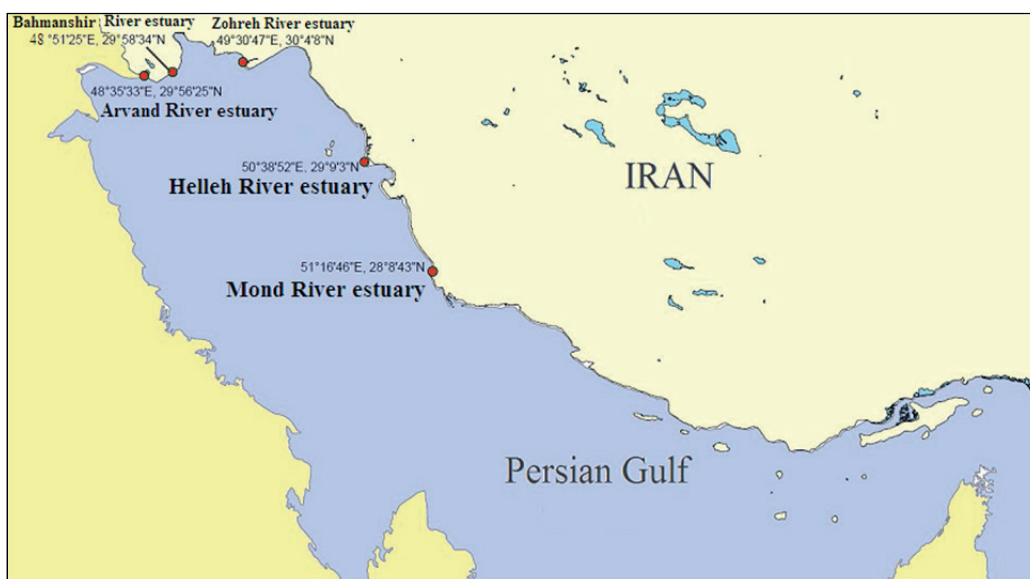 Bahmanshir River estuary
48°51'25"E, 29°58'34"N
Zohreh River estuary
49°30'47"E, 30°4'8"N
48°35'33"E, 29°56'25"N
Arvand River estuary
50°38'52"E, 29°9'3"N
Helleh River estuary
IRAN
51°16'46"E, 28°8'43"N
Mond River estuary
Persian Gulf